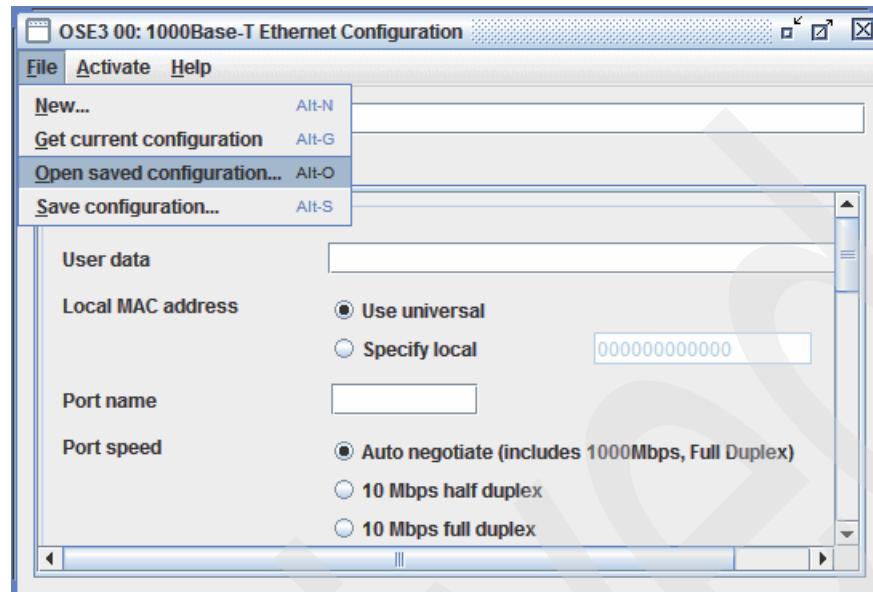 OSE3 00: 1000Base-T Ethernet Configuration
File Activate Help
New... Alt-N
Get current configuration Alt-G
Open saved configuration... Alt-O
Save configuration... Alt-S
User data
Local MAC address
Use universal
Specify local 000000000000
Port name
Port speed
Auto negotiate (includes 1000Mbps, Full Duplex)
10 Mbps half duplex
10 Mbps full duplex